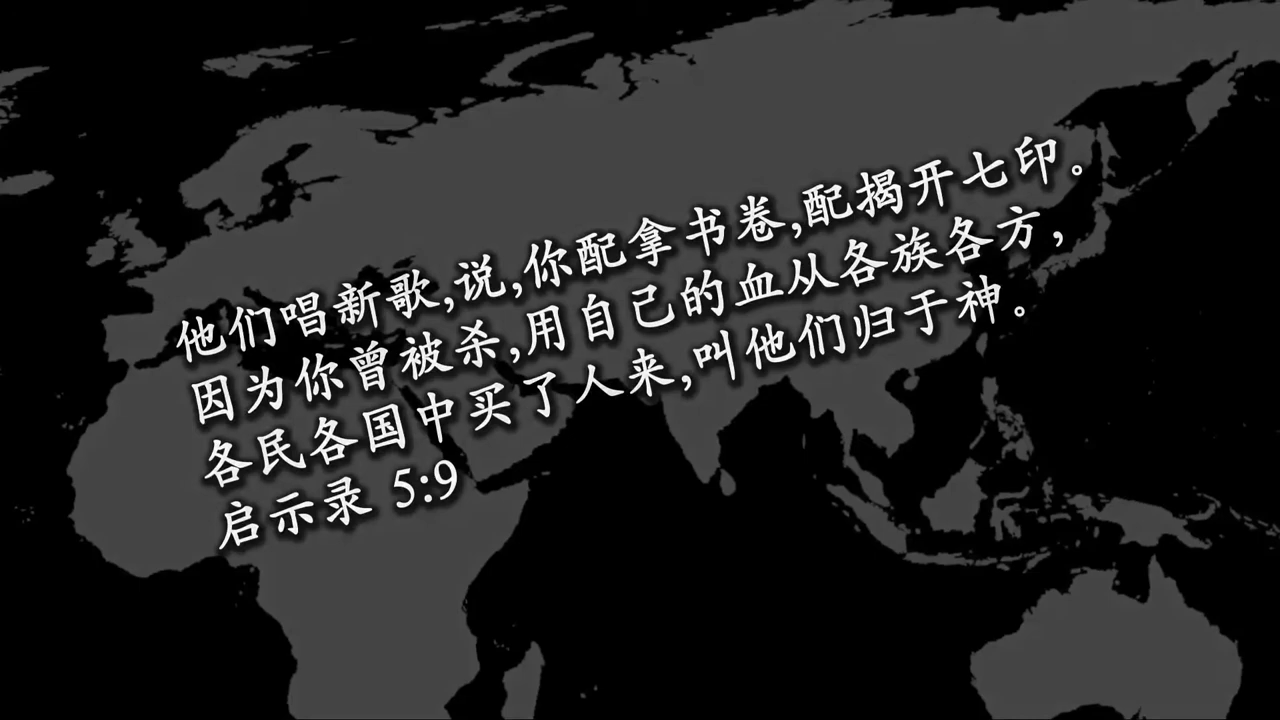 他们唱新歌,说,你配拿书卷,配揭开七印。
因为你曾被杀,用自己的血从各族各方，
各民各国中买了人来,叫他们归于神。
启示录 5:9